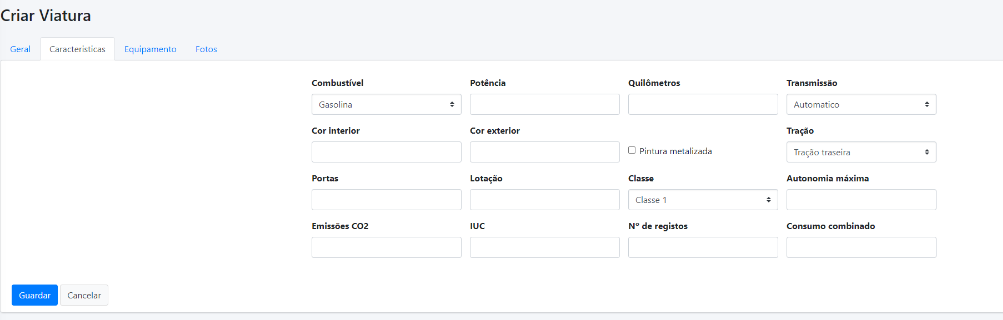 Criar Viatura
Geral Caracteristicas Equipamento Fotos
Combustível Potência Quilômetros Transmissão
Gasolina Automatico
Cor interior Cor exterior Tração
Pintura metalizada Tração traseira
Portas Lotação Classe Autonomia máxima
Classe 1
Emissões CO2 IUC Nº de registos Consumo combinado
Guardar Cancelar